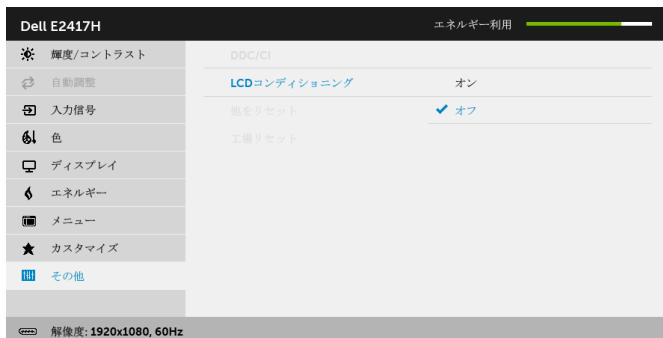 Dell E2417H
エネルギー利用
輝度/コントラスト
DDC/CI
自動調整
LCDコンディショニング
オン
入力信号
他をリセット
オフ
色
工場リセット
ディスプレイ
エネルギー
メニュー
カスタマイズ
その他
解像度: 1920x1080, 60Hz